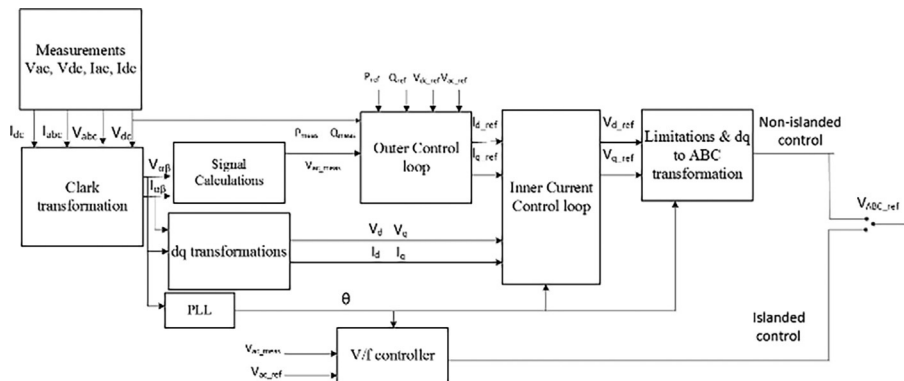 Measurements
Vac, Vdc, Iac, Idc
Idc Iabc Vabc Vdc
Clark
transformation
Vαβ
Iαβ
Signal
Calculations
Pmeas Qmeas
Vac_meas
Pref Qref Vdc_ref Vac_ref
Outer Control
loop
Id_ref
Iq_ref
Inner Current
Control loop
Vd_ref
Vq_ref
Limitations & dq
to ABC
transformation
Non-islanded
control
VABC_ref
dq transformations
Vd Vq
Id Iq
PLL
θ
Islanded
control
Vac_meas
Vac_ref
V/f controller